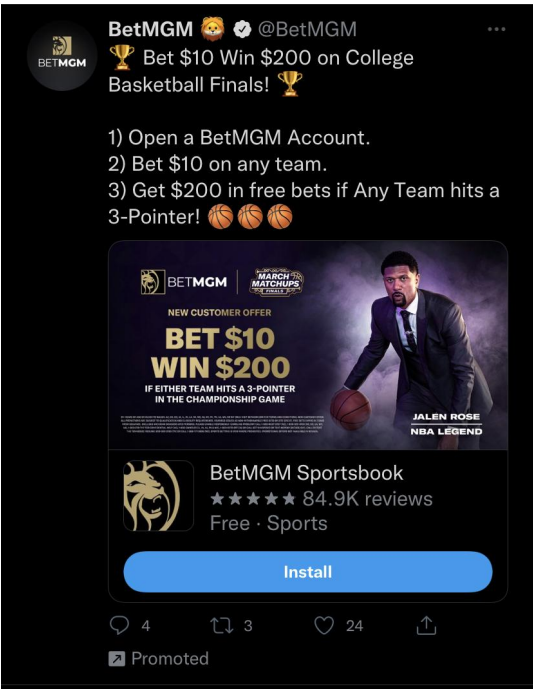 BetMGM 🦁 @BetMGM
BETMGM
🏆 Bet $10 Win $200 on College
Basketball Finals! 🏆
1) Open a BetMGM Account.
2) Bet $10 on any team.
3) Get $200 in free bets if Any Team hits a
3-Pointer! 🏀🏀🏀
BETMGM
MARCH
MATCHUPS
FINALS
NEW CUSTOMER OFFER
BET $10
WIN $200
IF EITHER TEAM HITS A 3-POINTER
IN THE CHAMPIONSHIP GAME
JALEN ROSE
NBA LEGEND
BetMGM Sportsbook
★★★★★ 84.9K reviews
Free · Sports
Install
4
3
24
Promoted